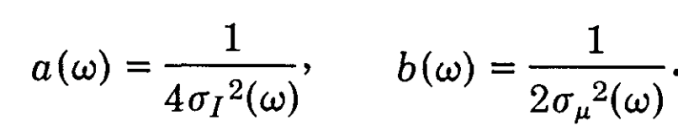 a(ω) = 1/(4σ_I²(ω)), b(ω) = 1/(2σ_μ²(ω)).